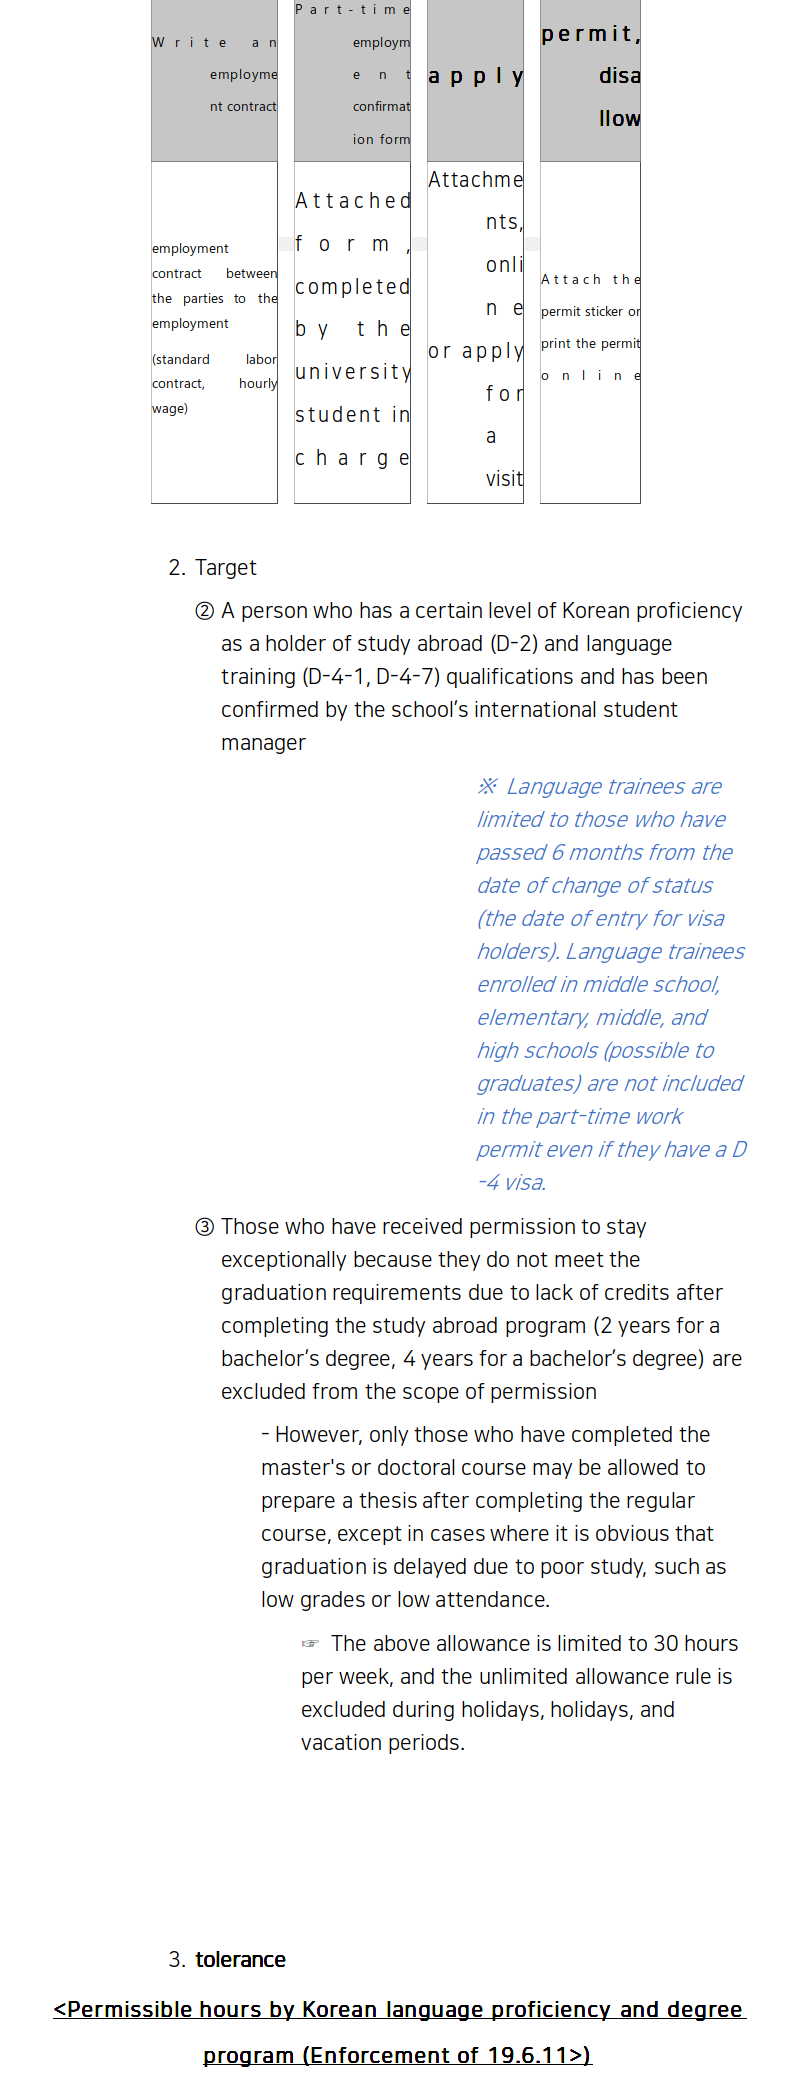 Write an
employme
nt contract
Part-time
employm
ent
confirmat
ion form
apply
permit,
disa
llow
employment
contract between
the parties to the
employment
(standard labor
contract, hourly
wage)
Attached
form,
completed
by the
university
student in
charge
Attachme
nts,
onli
ne
or apply
for
a
visit
Attach the
permit sticker or
print the permit
online
2. Target
② A person who has a certain level of Korean proficiency
as a holder of study abroad (D-2) and language
training (D-4-1, D-4-7) qualifications and has been
confirmed by the school's international student
manager
※ Language trainees are
limited to those who have
passed 6 months from the
date of change of status
(the date of entry for visa
holders). Language trainees
enrolled in middle school,
elementary, middle, and
high schools (possible to
graduates) are not included
in the part-time work
permit even if they have a D
-4 visa.
③ Those who have received permission to stay
exceptionally because they do not meet the
graduation requirements due to lack of credits after
completing the study abroad program (2 years for a
bachelor's degree, 4 years for a bachelor's degree) are
excluded from the scope of permission
- However, only those who have completed the
master's or doctoral course may be allowed to
prepare a thesis after completing the regular
course, except in cases where it is obvious that
graduation is delayed due to poor study, such as
low grades or low attendance.
☞ The above allowance is limited to 30 hours
per week, and the unlimited allowance rule is
excluded during holidays, holidays, and
vacation periods.
3. tolerance
<Permissible hours by Korean language proficiency and degree
program (Enforcement of 19.6.11>)